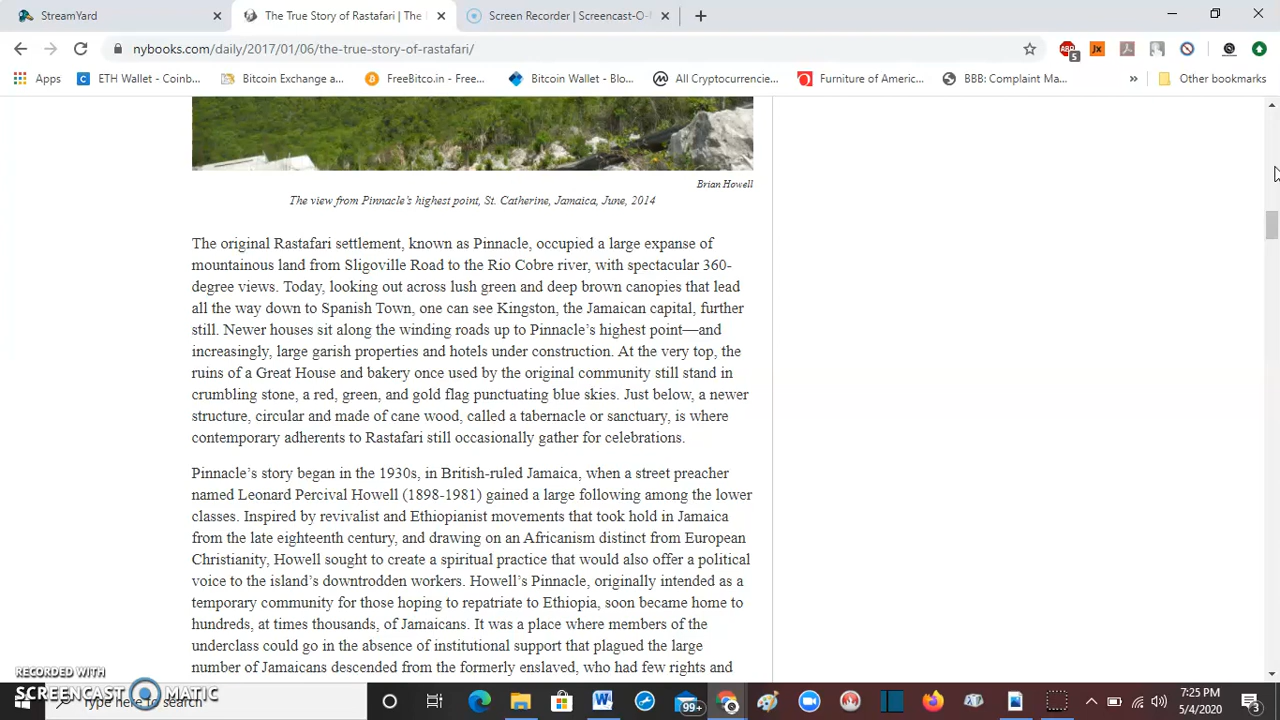 StreamYard
The True Story of Rastafari | The
Screen Recorder | Screencast-O-
nybooks.com/daily/2017/01/06/the-true-story-of-rastafari/
5
Apps
ETH Wallet - Coinb...
Bitcoin Exchange a...
FreeBitco.in - Free...
Bitcoin Wallet - Blo...
All Cryptocurrencie...
Furniture of Americ...
BBB: Complaint Ma...
Other bookmarks
Brian Howell
The view from Pinnacle’s highest point, St. Catherine, Jamaica, June, 2014
The original Rastafari settlement, known as Pinnacle, occupied a large expanse of
mountainous land from Sligoville Road to the Rio Cobre river, with spectacular 360-
degree views. Today, looking out across lush green and deep brown canopies that lead
all the way down to Spanish Town, one can see Kingston, the Jamaican capital, further
still. Newer houses sit along the winding roads up to Pinnacle’s highest point—and
increasingly, large garish properties and hotels under construction. At the very top, the
ruins of a Great House and bakery once used by the original community still stand in
crumbling stone, a red, green, and gold flag punctuating blue skies. Just below, a newer
structure, circular and made of cane wood, called a tabernacle or sanctuary, is where
contemporary adherents to Rastafari still occasionally gather for celebrations.
Pinnacle’s story began in the 1930s, in British-ruled Jamaica, when a street preacher
named Leonard Percival Howell (1898-1981) gained a large following among the lower
classes. Inspired by revivalist and Ethiopianist movements that took hold in Jamaica
from the late eighteenth century, and drawing on an Africanism distinct from European
Christianity, Howell sought to create a spiritual practice that would also offer a political
voice to the island’s downtrodden workers. Howell’s Pinnacle, originally intended as a
temporary community for those hoping to repatriate to Ethiopia, soon became home to
hundreds, at times thousands, of Jamaicans. It was a place where members of the
underclass could go in the absence of institutional support that plagued the large
number of Jamaicans descended from the formerly enslaved, who had few rights and
RECORDED WITH
SCREENCAST MATIC
Type here to search
99+
7:25 PM
5/4/2020
3